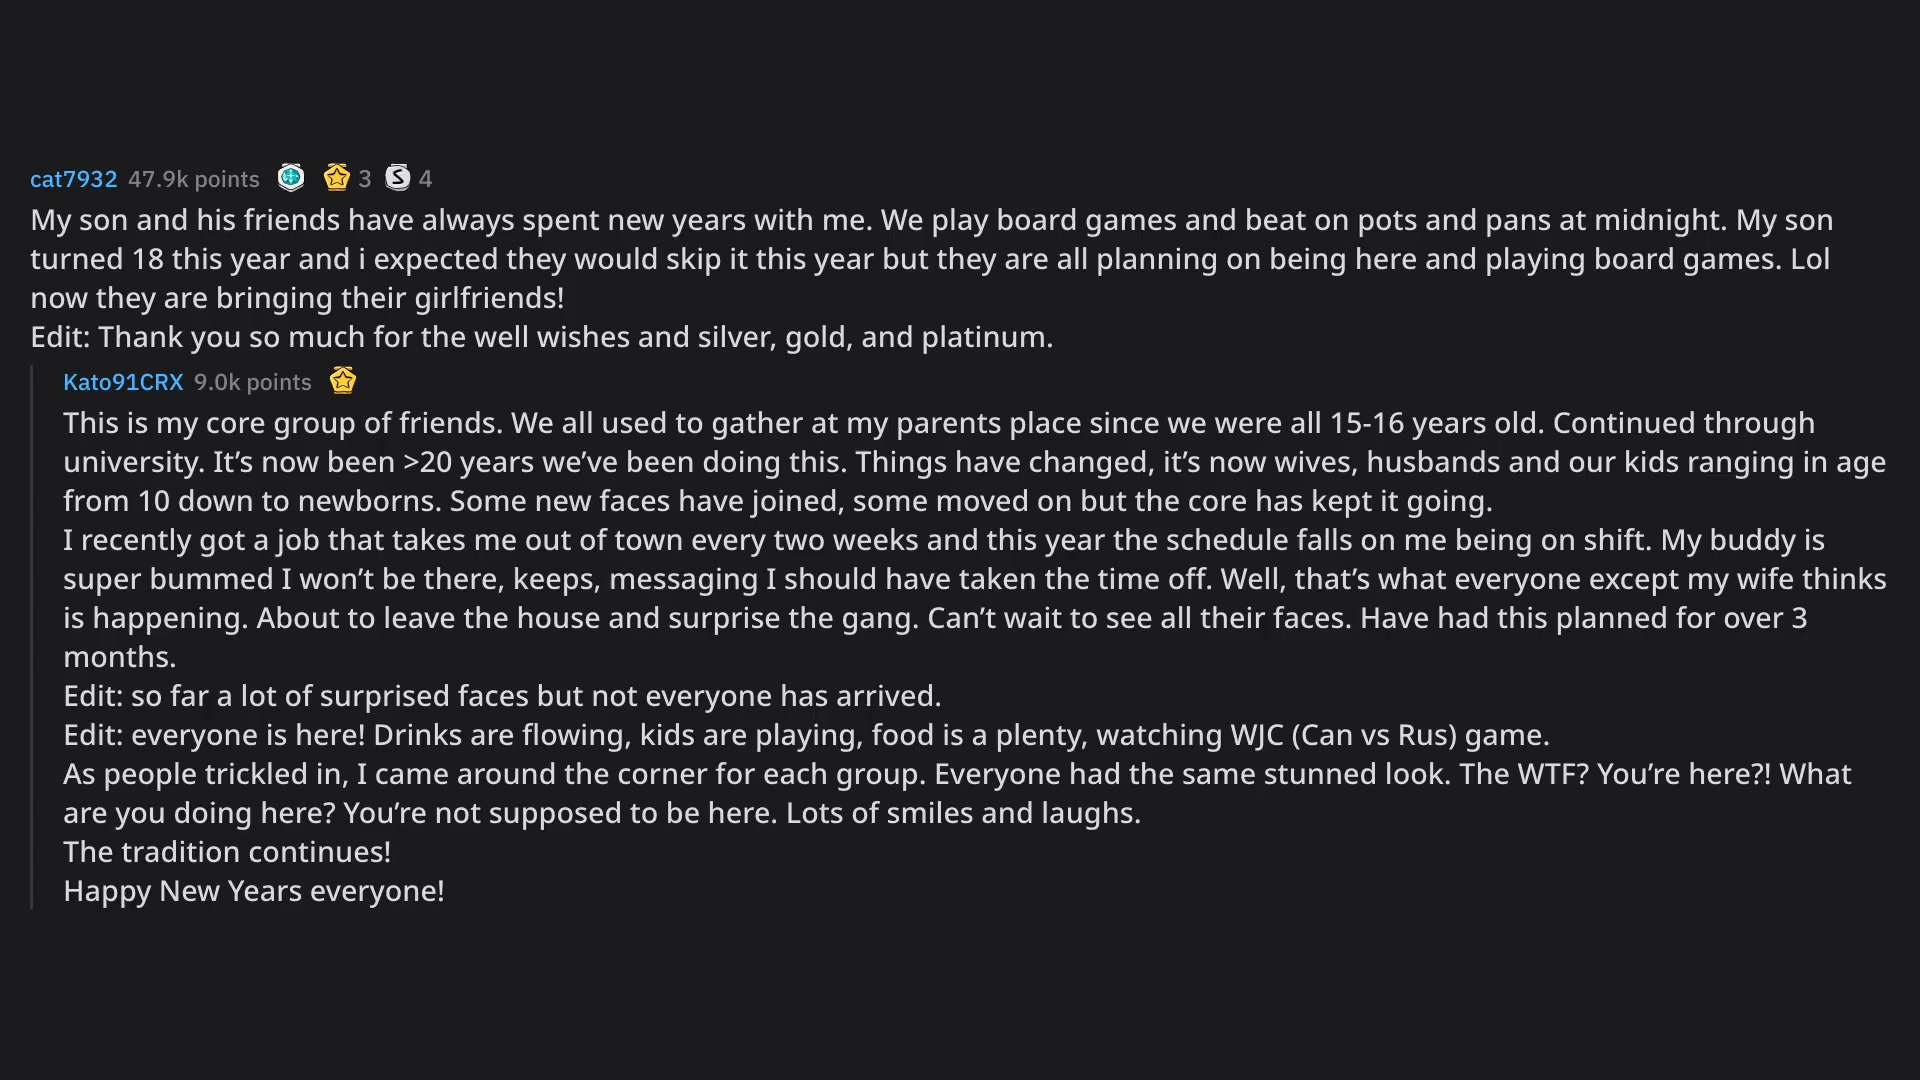 cat7932 47.9k points 3 S 4
My son and his friends have always spent new years with me. We play board games and beat on pots and pans at midnight. My son
turned 18 this year and i expected they would skip it this year but they are all planning on being here and playing board games. Lol
now they are bringing their girlfriends!
Edit: Thank you so much for the well wishes and silver, gold, and platinum.
Kato91CRX 9.0k points
This is my core group of friends. We all used to gather at my parents place since we were all 15-16 years old. Continued through
university. It’s now been >20 years we’ve been doing this. Things have changed, it’s now wives, husbands and our kids ranging in age
from 10 down to newborns. Some new faces have joined, some moved on but the core has kept it going.
I recently got a job that takes me out of town every two weeks and this year the schedule falls on me being on shift. My buddy is
super bummed I won’t be there, keeps, messaging I should have taken the time off. Well, that’s what everyone except my wife thinks
is happening. About to leave the house and surprise the gang. Can’t wait to see all their faces. Have had this planned for over 3
months.
Edit: so far a lot of surprised faces but not everyone has arrived.
Edit: everyone is here! Drinks are flowing, kids are playing, food is a plenty, watching WJC (Can vs Rus) game.
As people trickled in, I came around the corner for each group. Everyone had the same stunned look. The WTF? You’re here?! What
are you doing here? You’re not supposed to be here. Lots of smiles and laughs.
The tradition continues!
Happy New Years everyone!